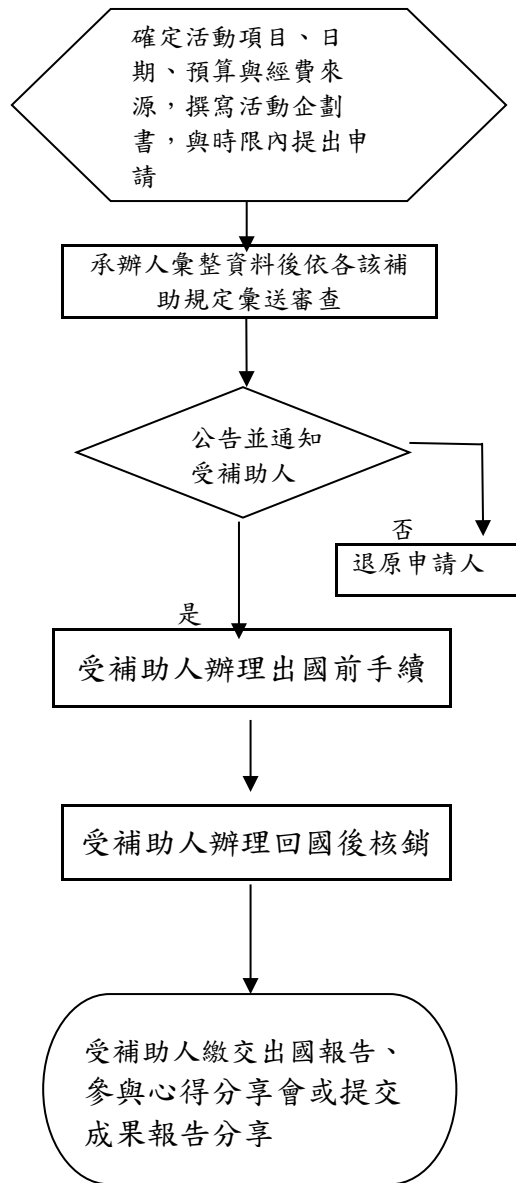 確定活動項目、日
期、預算與經費來
源，撰寫活動企劃
書，與時限內提出申
請
承辦人彙整資料後依各該補
助規定彙送審查
公告並通知
受補助人
否
退原申請人
是
受補助人辦理出國前手續
受補助人辦理回國後核銷
受補助人繳交出國報告、
參與心得分享會或提交
成果報告分享